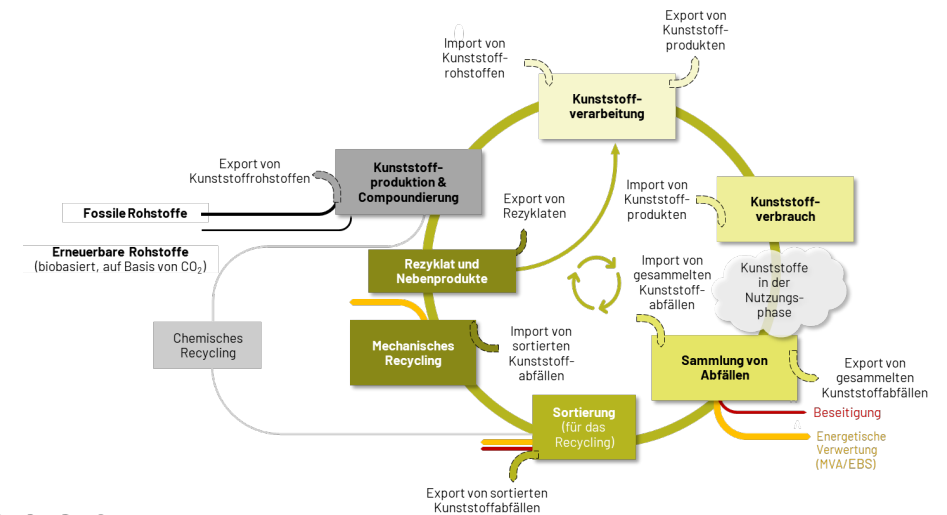 Export von
Kunststoff-
produkten
Import von
Kunststoff-
rohstoffen
Kunststoff-
verarbeitung
Export von
Kunststoffrohstoffen
Kunststoff-
produktion &
Compoundierung
Fossile Rohstoffe
Erneuerbare Rohstoffe
(biobasiert, auf Basis von CO₂)
Export von
Rezyklaten
Import von
Kunststoff-
produkten
Kunststoff-
verbrauch
Rezyklat und
Nebenprodukte
Import von
gesammelten
Kunststoff-
abfällen
Kunststoffe
in der
Nutzungs-
phase
Chemisches
Recycling
Mechanisches
Recycling
Import von
sortierten
Kunststoff-
abfällen
Sammlung von
Abfällen
Export von
gesammelten
Kunststoffabfällen
Sortierung
(für das
Recycling)
Beseitigung
Energetische
Verwertung
(MVA/EBS)
Export von sortierten
Kunststoffabfällen